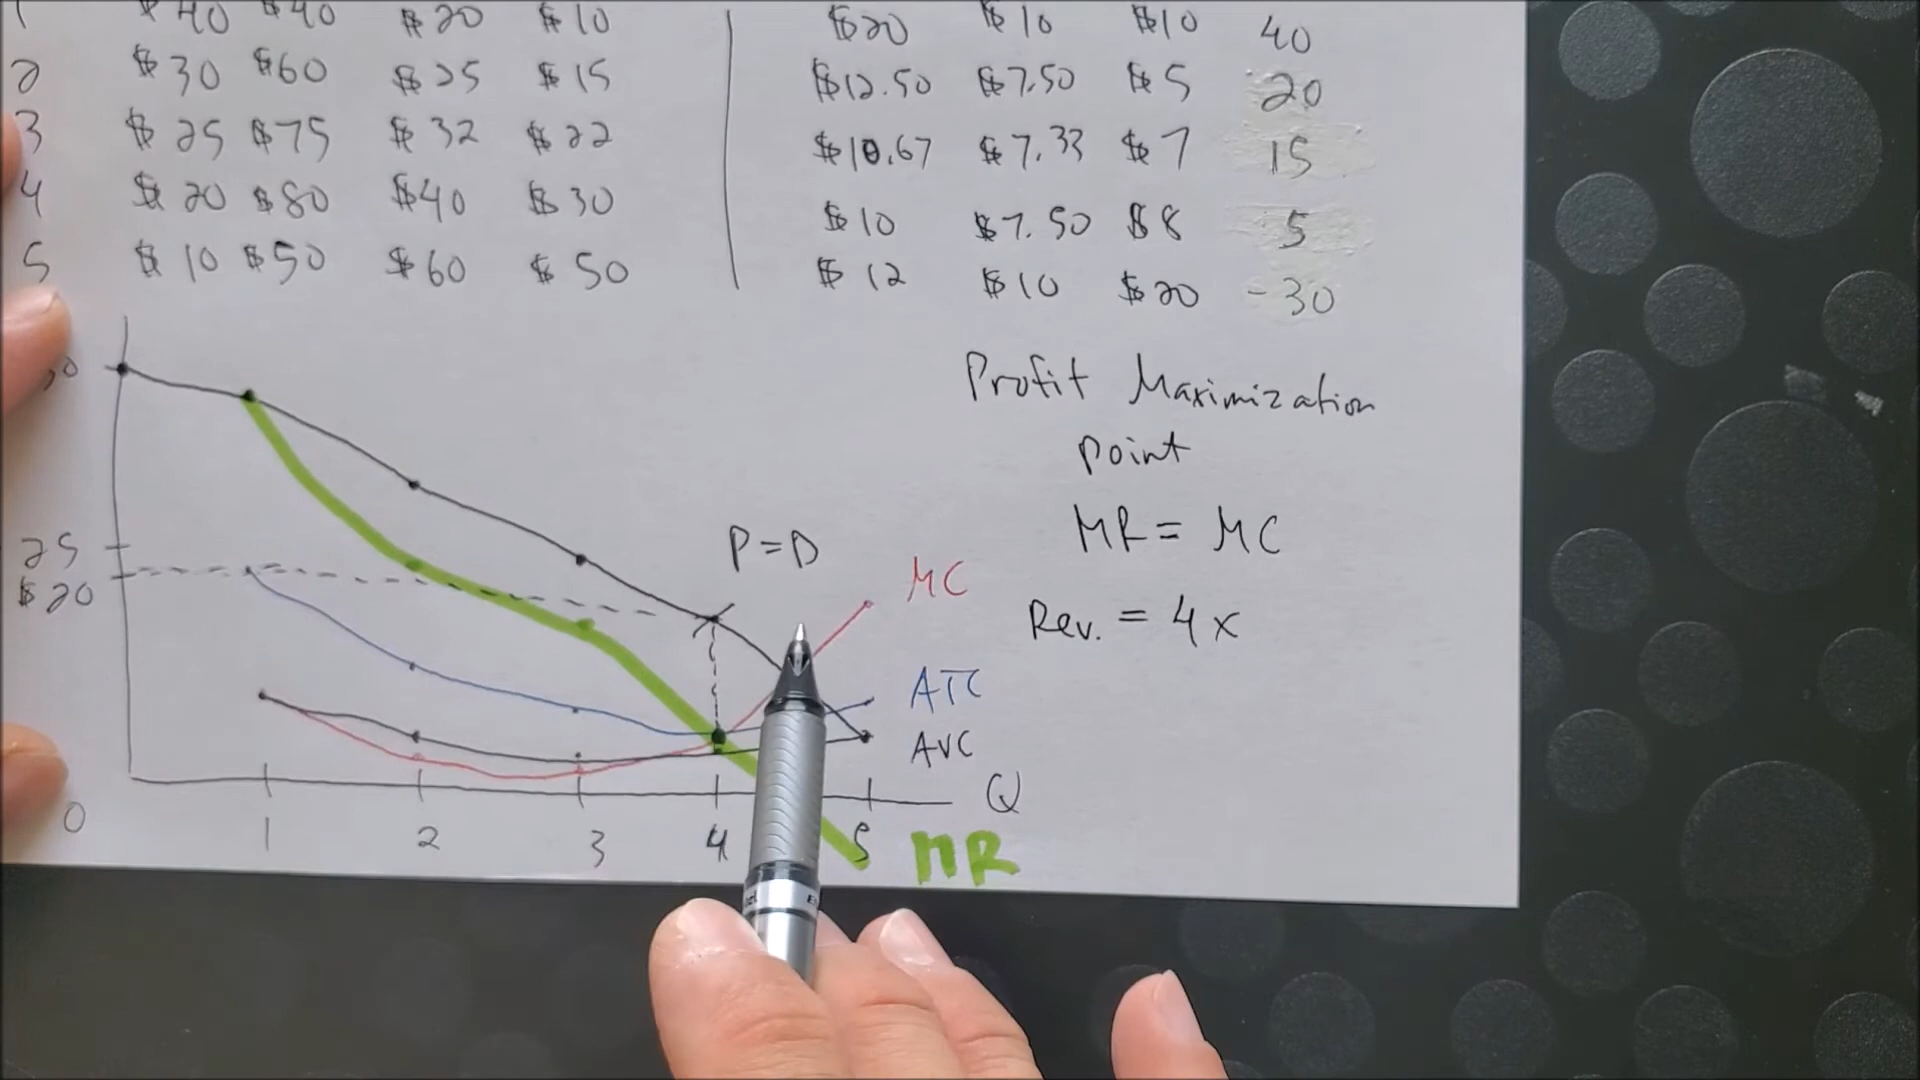 1 $40 $40 $20 $10 $20 $10 $10 40
2 $30 $60 $25 $15 $12.50 $7.50 $5 20
3 $25 $75 $32 $22 $10.67 $7.33 $7 15
4 $20 $80 $40 $30 $10 $7.50 $8 5
5 $10 $50 $60 $50 $12 $10 $20 -30
Profit Maximization
Point
MR = MC
Rev. = 4x
25
$20
P=D
MC
ATC
AVC
Q
0 1 2 3 4 5
MR